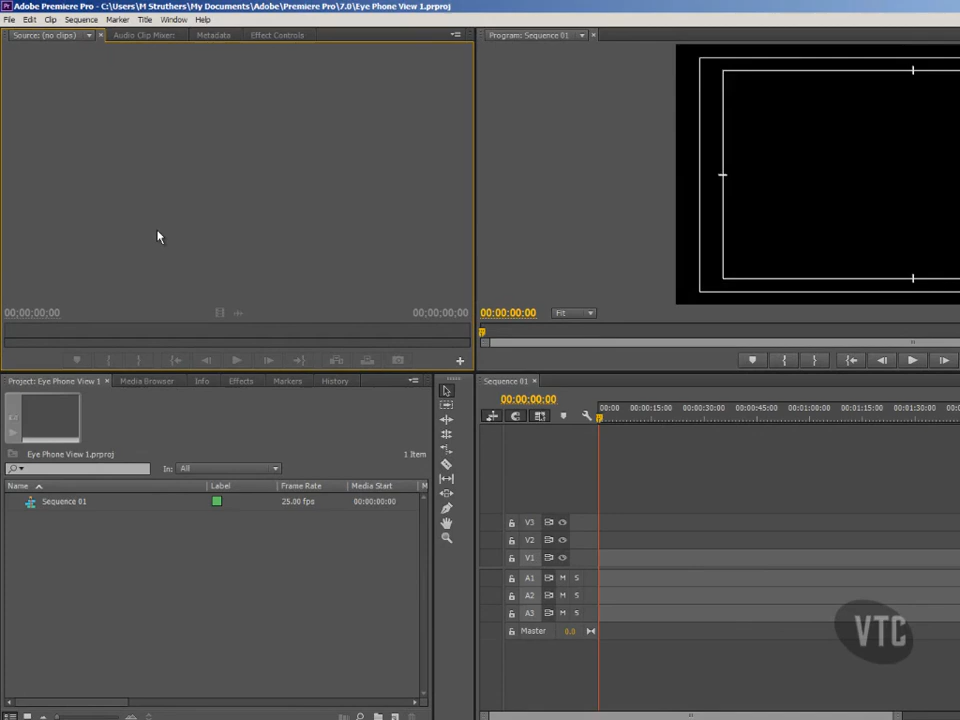 Adobe Premiere Pro - C:\Users\M Struthers\My Documents\Adobe\Premiere Pro\7.0\Eye Phone View 1.prproj
File Edit Clip Sequence Marker Title Window Help
Source: (no clips) Audio Clip Mixer: Metadata Effect Controls
Program: Sequence 01
00;00;00;00
00;00;00;00
00:00:00:00
Fit
Project: Eye Phone View 1 Media Browser Info Effects Markers History
Eye Phone View 1.prproj
1 Item
In: All
Name Label Frame Rate Media Start M
Sequence 01 25.00 fps 00:00:00:00
Sequence 01
00:00:00:00
00:00 00:00:15:00 00:00:30:00 00:00:45:00 00:01:00:00 00:01:15:00 00:01:30:00 00:0
V3
V2
V1
A1 M S
A2 M S
A3 M S
Master 0.0
VTC